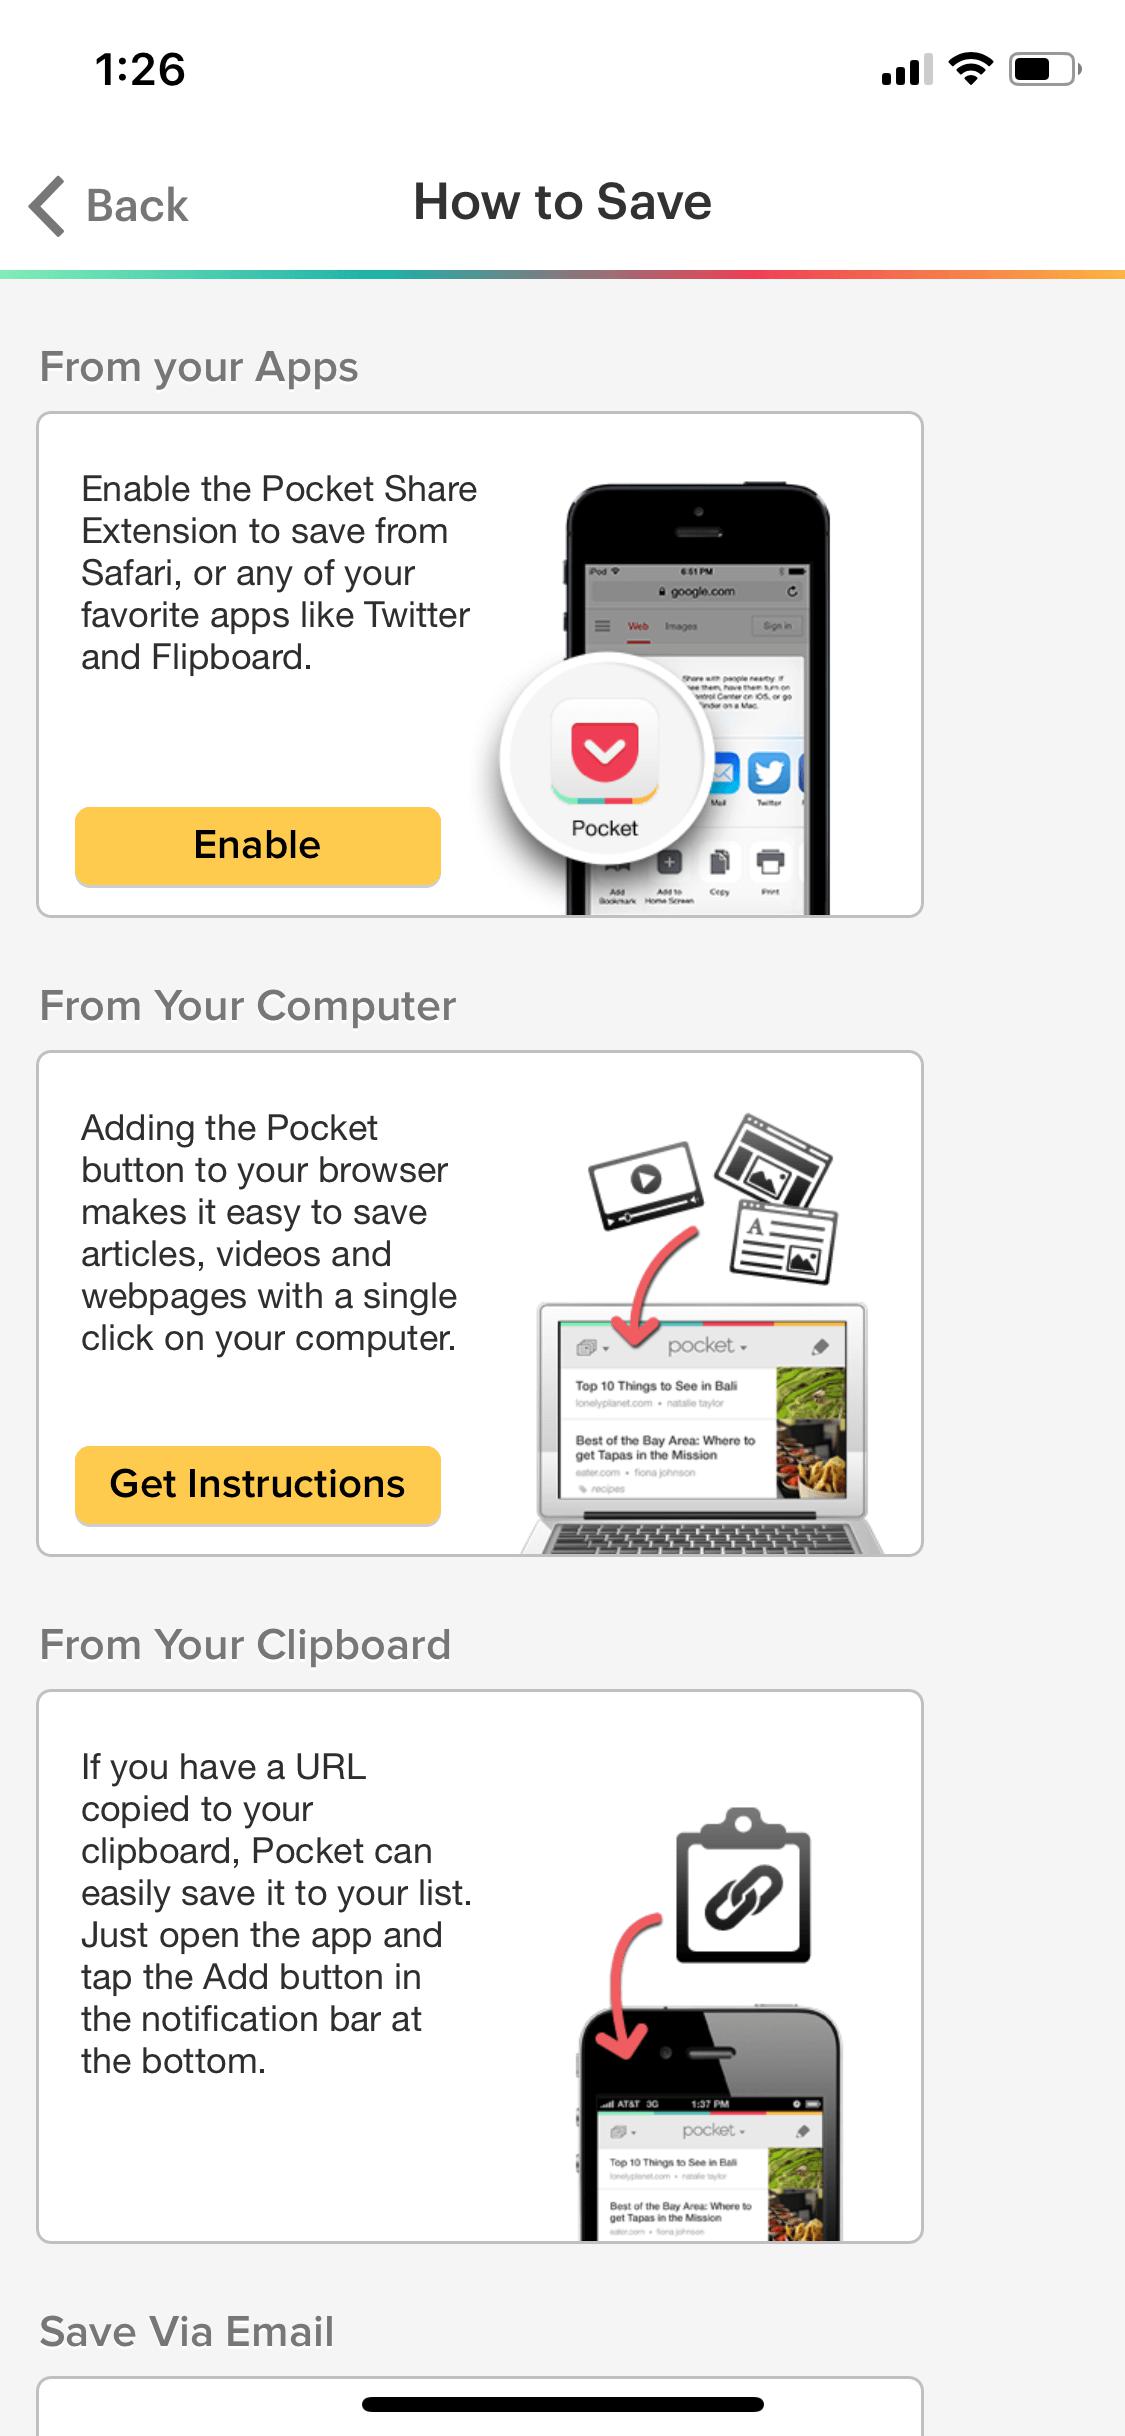 1:26
Back
How to Save
From your Apps
Enable the Pocket Share
Extension to save from
Safari, or any of your
favorite apps like Twitter
and Flipboard.
Enable
iPod
6:51 PM
google.com
Web
Images
Sign in
Share with people nearby. If
see them, have them turn on
ontrol Center on iOS, or go
inder on a Mac.
Pocket
Mail
Twitter
Add
Bookmark
Add to
Home Screen
Copy
Print
From Your Computer
Adding the Pocket
button to your browser
makes it easy to save
articles, videos and
webpages with a single
click on your computer.
Get Instructions
A
pocket
Top 10 Things to See in Bali
lonelyplanet.com • natalie taylor
Best of the Bay Area: Where to
get Tapas in the Mission
eater.com • fiona johnson
recipes
From Your Clipboard
If you have a URL
copied to your
clipboard, Pocket can
easily save it to your list.
Just open the app and
tap the Add button in
the notification bar at
the bottom.
AT&T 3G
1:37 PM
pocket
Top 10 Things to See in Bali
lonelyplanet.com • natalie taylor
Best of the Bay Area: Where to
get Tapas in the Mission
eater.com • fiona johnson
Save Via Email